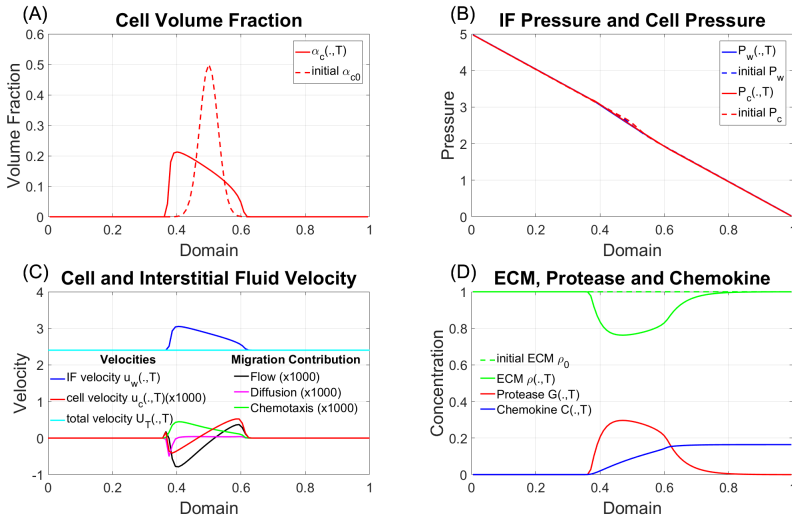 (A)
Cell Volume Fraction
α_c(.,T)
initial α_c0
Volume Fraction
0.6
0.5
0.4
0.3
0.2
0.1
0
0 0.2 0.4 0.6 0.8 1
Domain
(B)
IF Pressure and Cell Pressure
P_w(.,T)
initial P_w
P_c(.,T)
initial P_c
Pressure
5
4
3
2
1
0
0 0.2 0.4 0.6 0.8 1
Domain
(C)
Cell and Interstitial Fluid Velocity
Velocities
IF velocity u_w(.,T)
cell velocity u_c(.,T)(x1000)
total velocity U_T(.,T)
Migration Contribution
Flow (x1000)
Diffusion (x1000)
Chemotaxis (x1000)
Velocity
4
3
2
1
0
-1
0 0.2 0.4 0.6 0.8 1
Domain
(D)
ECM, Protease and Chemokine
initial ECM ρ_0
ECM ρ(.,T)
Protease G(.,T)
Chemokine C(.,T)
Concentration
1
0.8
0.6
0.4
0.2
0
0 0.2 0.4 0.6 0.8 1
Domain